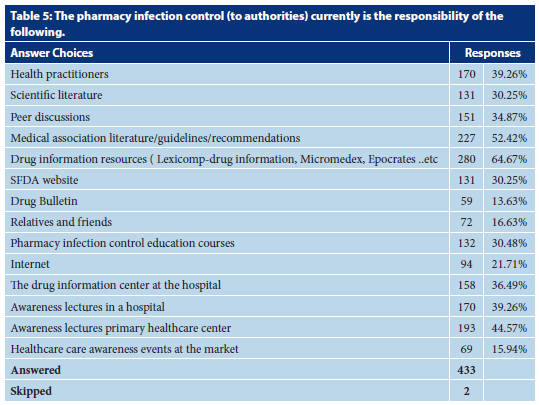 Table 5: The pharmacy infection control (to authorities) currently is the responsibility of the
following.
Answer Choices Responses
Health practitioners 170 39.26%
Scientific literature 131 30.25%
Peer discussions 151 34.87%
Medical association literature/guidelines/recommendations 227 52.42%
Drug information resources ( Lexicomp-drug information, Micromedex, Epocrates ..etc 280 64.67%
SFDA website 131 30.25%
Drug Bulletin 59 13.63%
Relatives and friends 72 16.63%
Pharmacy infection control education courses 132 30.48%
Internet 94 21.71%
The drug information center at the hospital 158 36.49%
Awareness lectures in a hospital 170 39.26%
Awareness lectures primary healthcare center 193 44.57%
Healthcare care awareness events at the market 69 15.94%
Answered 433
Skipped 2